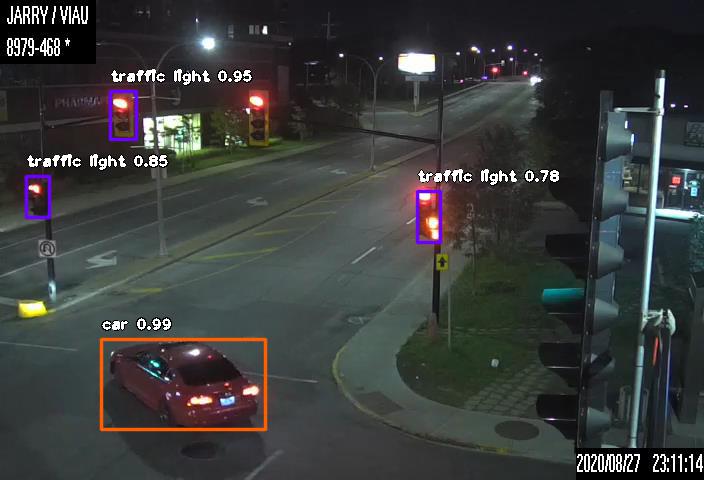 JARRY / VIAU
8979-468 *
traffic light 0.95
PHARMA
traffic light 0.85
traffic light 0.78
car 0.99
2020/08/27 23:11:14